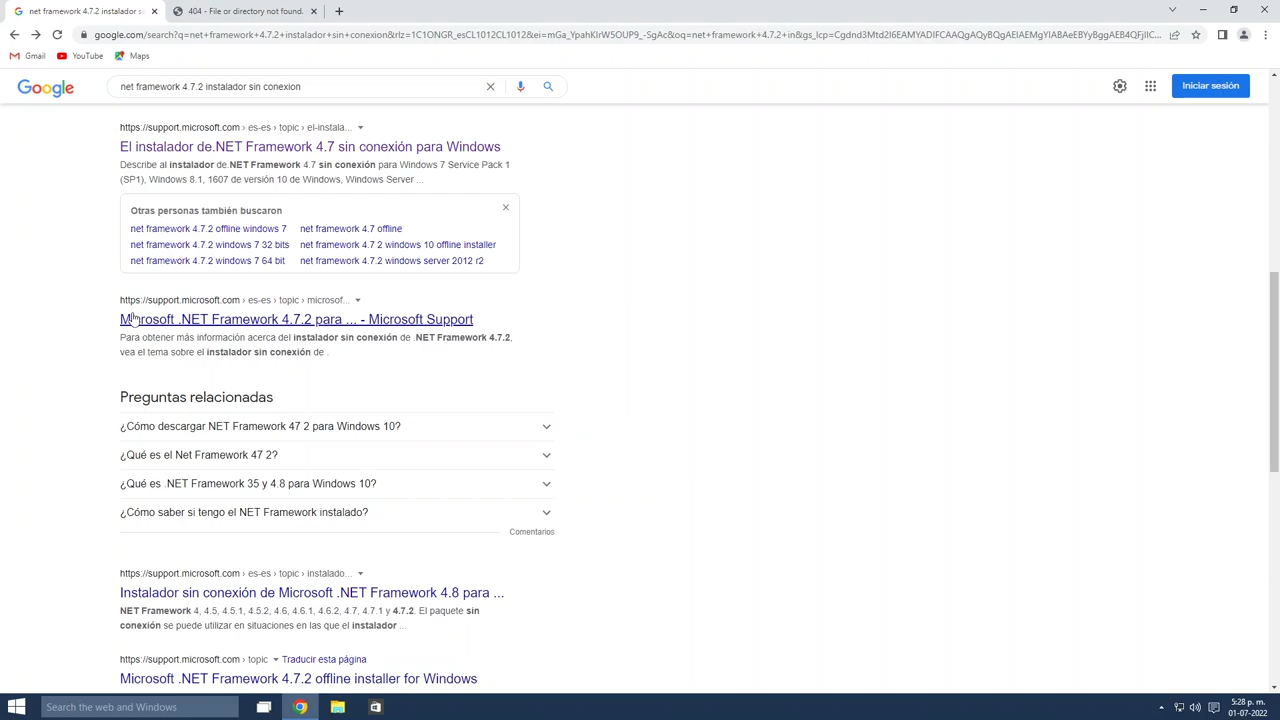 net framework 4.7.2 instalador si
404 - File or directory not found.
google.com/search?q=net+framework+4.7.2+instalador+sin+conexion&rlz=1C1ONGR_esCL1012CL1012&ei=
Gmail
YouTube
Maps
Google
net framework 4.7.2 instalador sin conexion
Iniciar sesión
https://support.microsoft.com › es-es › topic › el-instala...
El instalador de.NET Framework 4.7 sin conexión para Windows
Describe al instalador de.NET Framework 4.7 sin conexión para Windows 7 Service Pack 1
(SP1), Windows 8.1, 1607 de versión 10 de Windows, Windows Server ...
Otras personas también buscaron
net framework 4.7.2 offline windows 7
net framework 4.7 offline
net framework 4.7.2 windows 7 32 bits
net framework 4.7 2 windows 10 offline installer
net framework 4.7.2 windows 7 64 bit
net framework 4.7.2 windows server 2012 r2
https://support.microsoft.com › es-es › topic › microsof...
Microsoft .NET Framework 4.7.2 para ... - Microsoft Support
Para obtener más información acerca del instalador sin conexión de .NET Framework 4.7.2,
vea el tema sobre el instalador sin conexión de .
Preguntas relacionadas
¿Cómo descargar NET Framework 47 2 para Windows 10?
¿Qué es el Net Framework 47 2?
¿Qué es .NET Framework 35 y 4.8 para Windows 10?
¿Cómo saber si tengo el NET Framework instalado?
Comentarios
https://support.microsoft.com › es-es › topic › instalado...
Instalador sin conexión de Microsoft .NET Framework 4.8 para ...
NET Framework 4, 4.5, 4.5.1, 4.5.2, 4.6, 4.6.1, 4.6.2, 4.7, 4.7.1 y 4.7.2. El paquete sin
conexión se puede utilizar en situaciones en las que el instalador ...
https://support.microsoft.com › topic
Traducir esta página
Microsoft .NET Framework 4.7.2 offline installer for Windows
Search the web and Windows
5:28 p. m.
01-07-2022